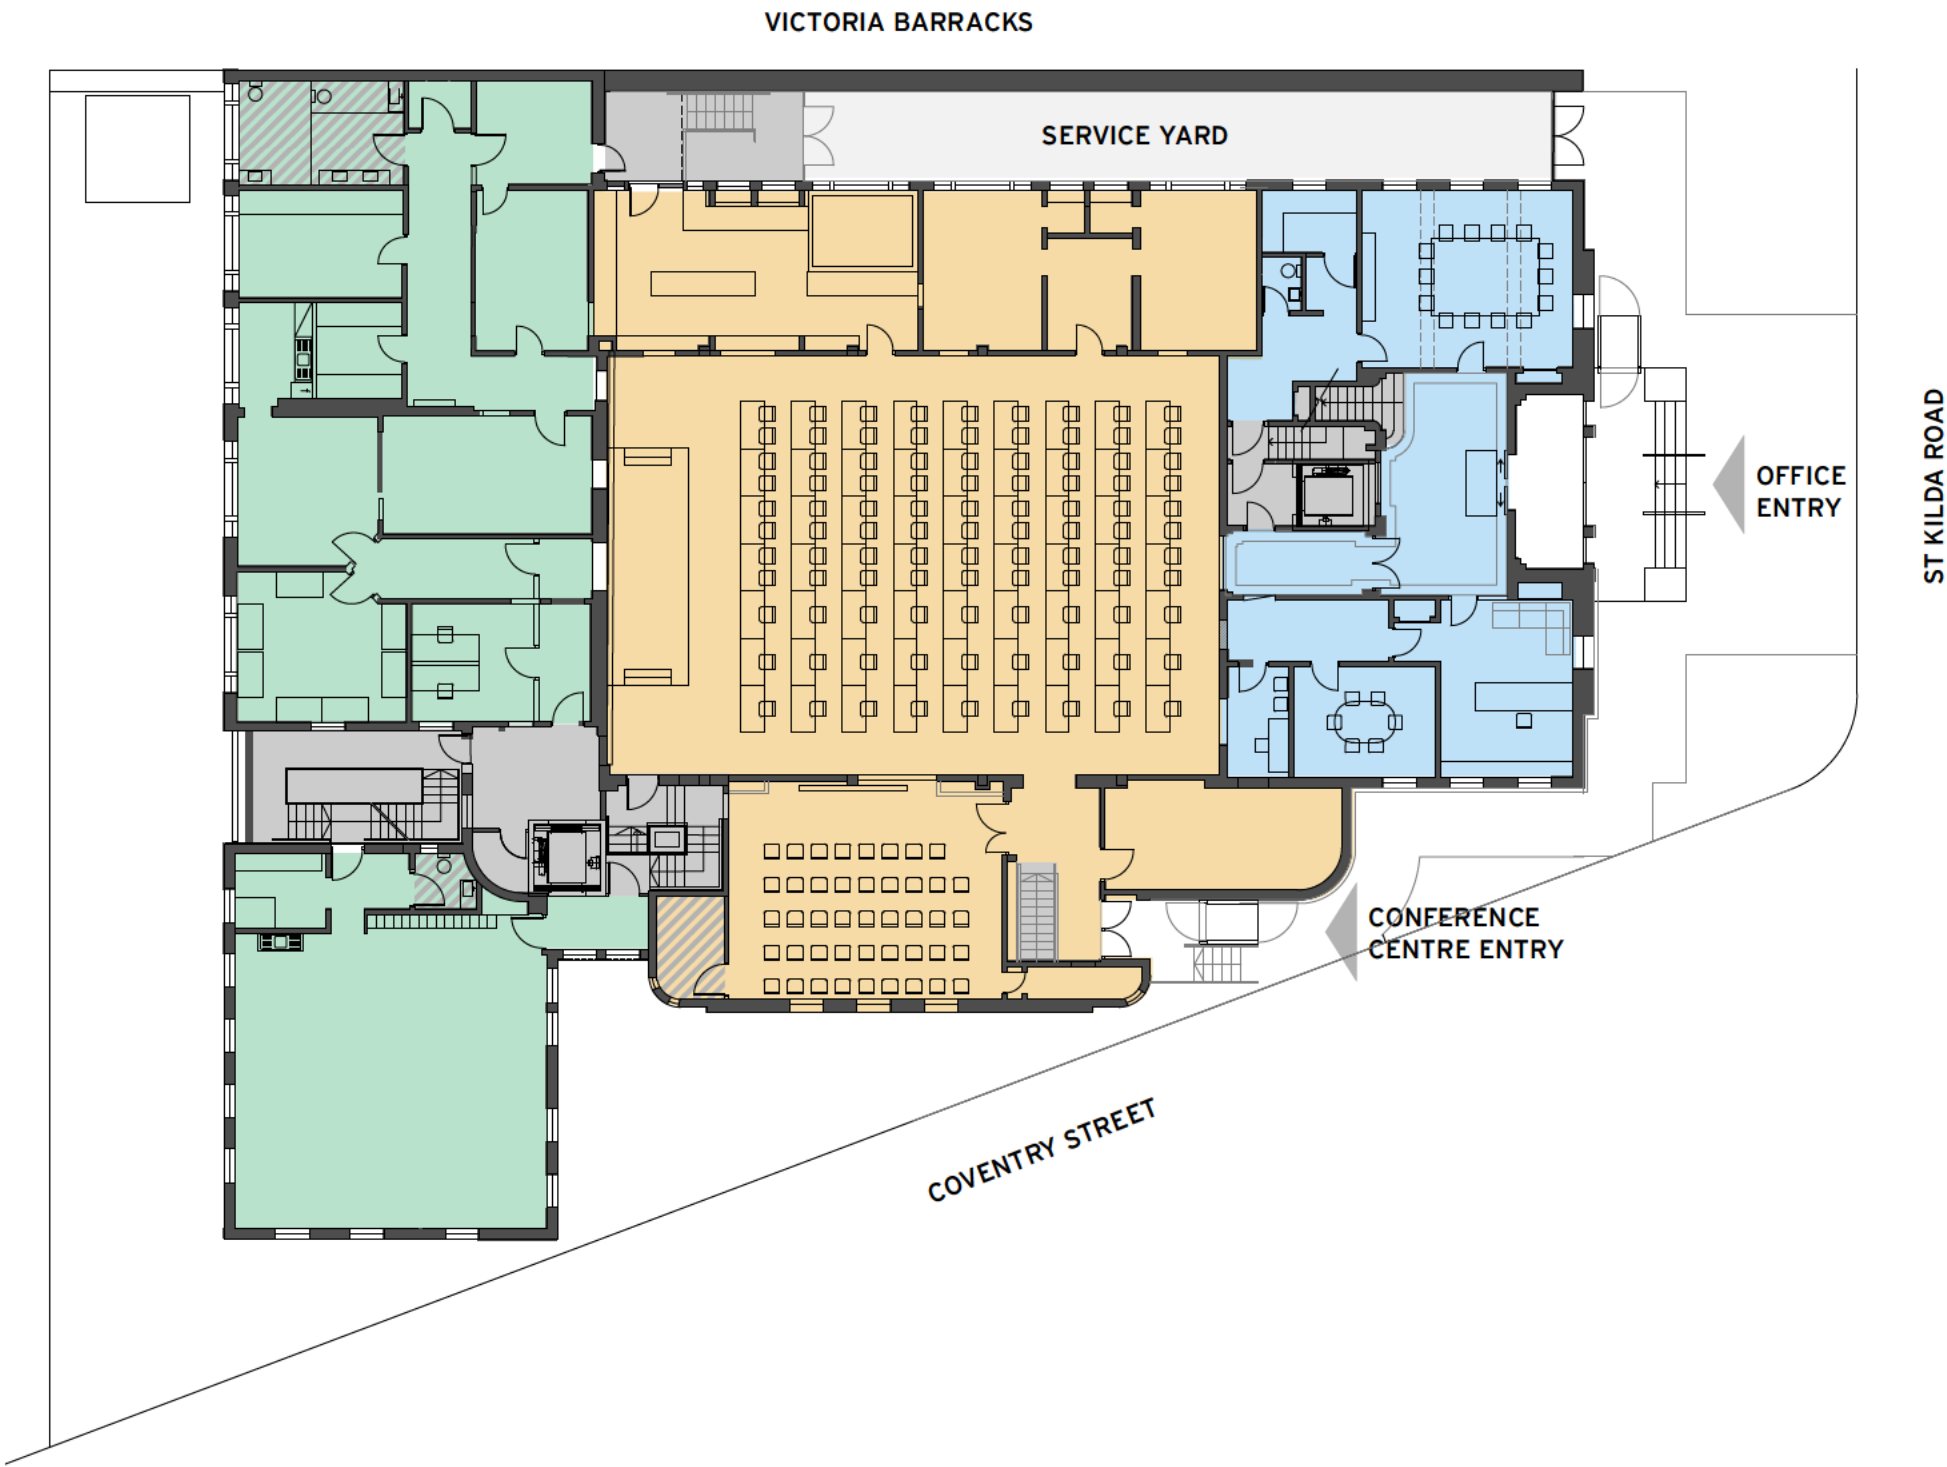 VICTORIA BARRACKS
SERVICE YARD
ST KILDA ROAD
OFFICE
ENTRY
CONFERENCE
CENTRE ENTRY
COVENTRY STREET